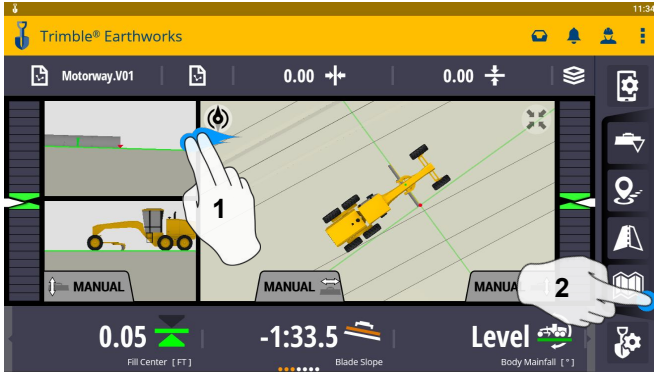 11:34
Trimble® Earthworks
Motorway.V01
0.00
0.00
1
MANUAL
MANUAL
MANUA
2
0.05
-1:33.5
Level
Fill Center [FT]
Blade Slope
Body Mainfall [°]